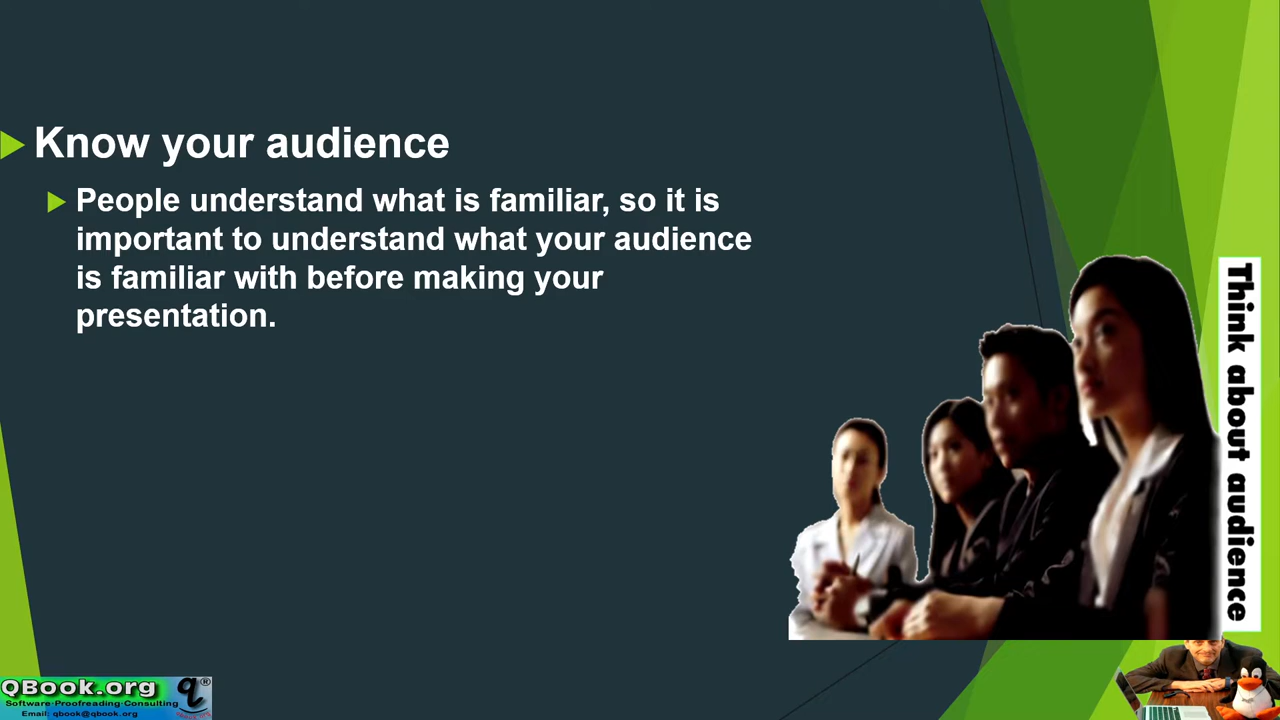 Know your audience
People understand what is familiar, so it is
important to understand what your audience
is familiar with before making your
presentation.
Think about audience
QBook.org q®
Software·Proofreading·Consulting
Email: qbook@qbook.org